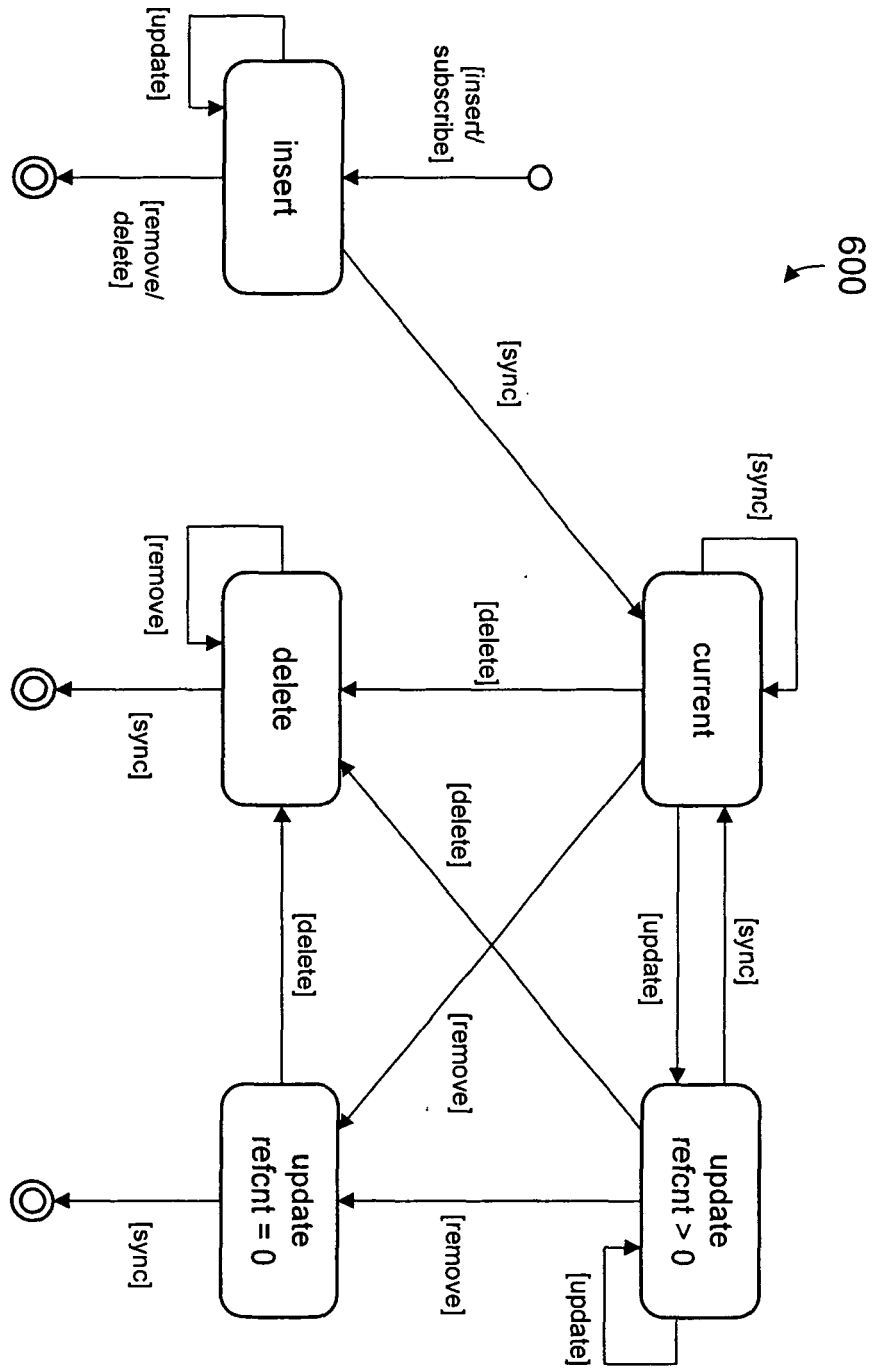 600
[sync]
[sync]
current
update
refcnt > 0
[update]
[update]
[sync]
[delete]
[insert/
subscribe]
[delete]
[remove]
[remove]
insert
delete
[delete]
update
refcnt = 0
[update]
[remove/
delete]
[remove]
[sync]
[sync]